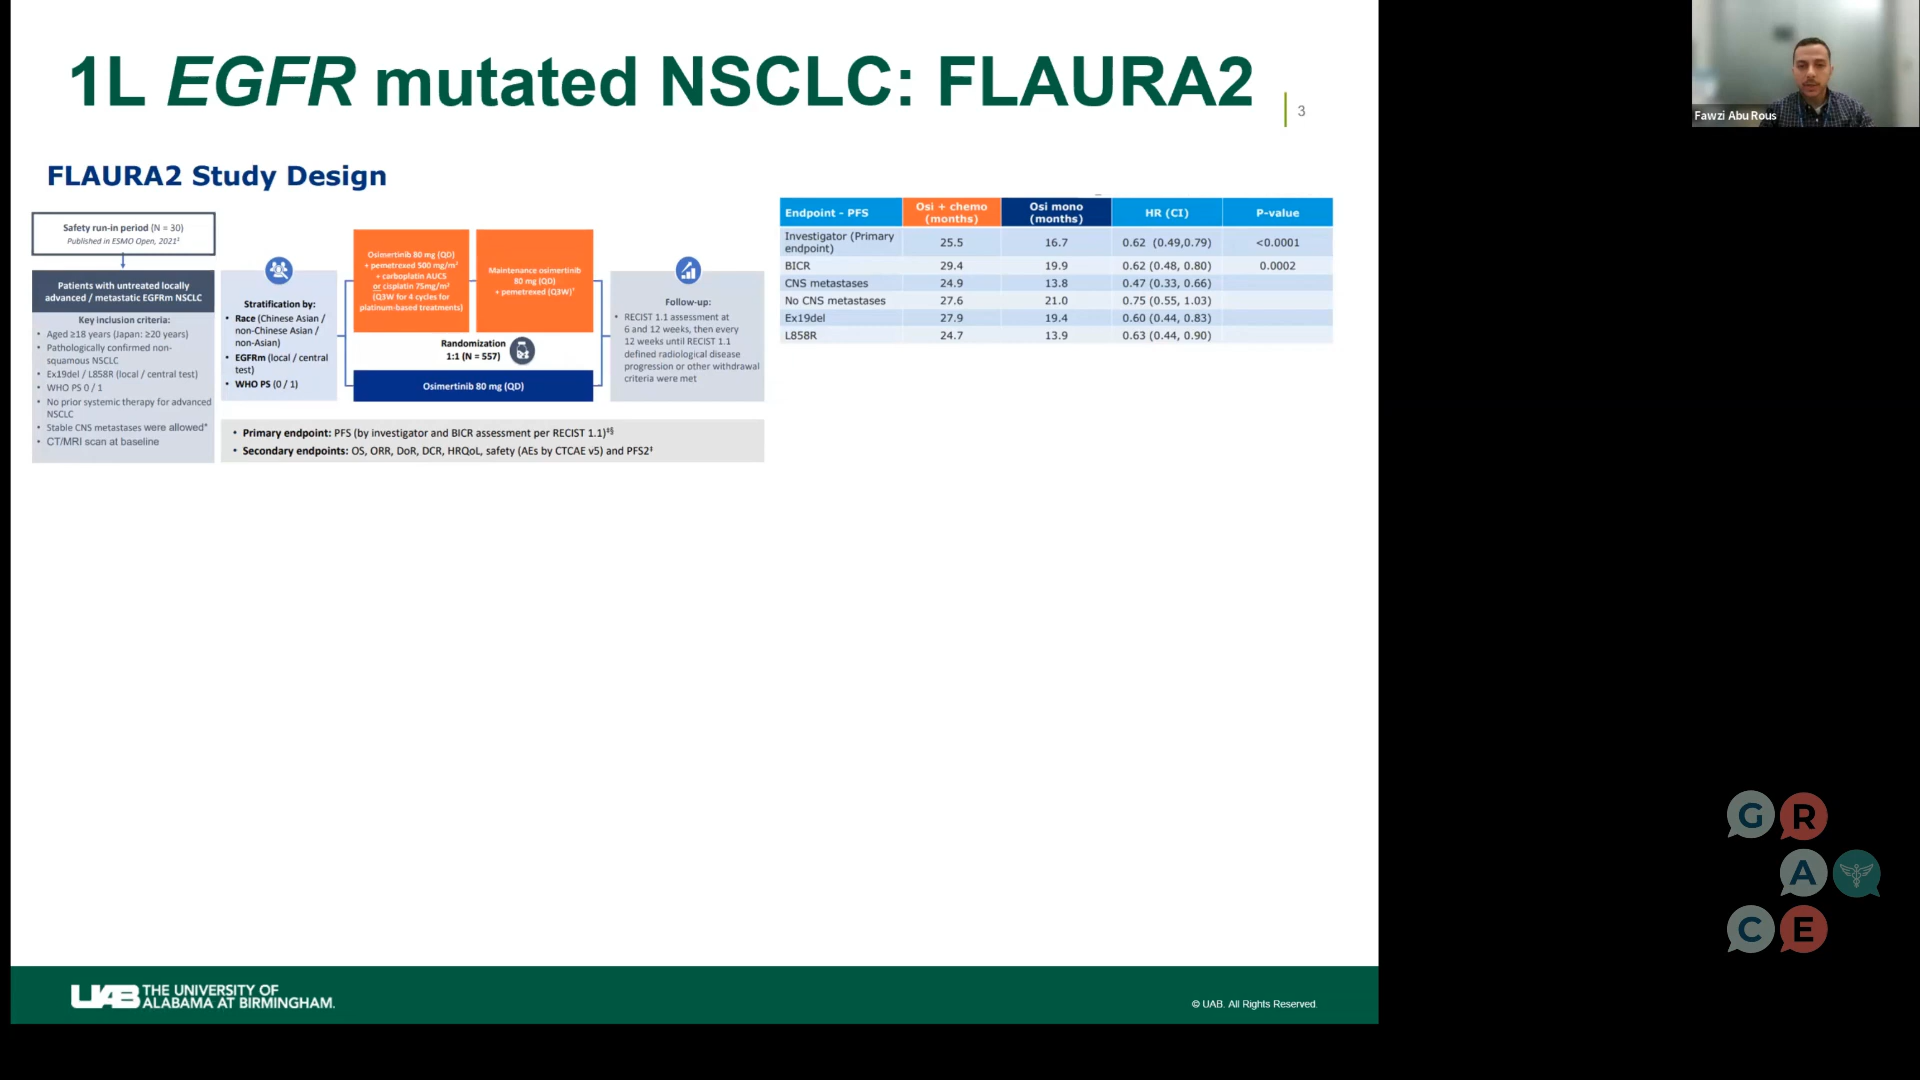 1L EGFR mutated NSCLC: FLAURA2
3
Fawzi Abu Rous
FLAURA2 Study Design
Safety run-in period (N = 30)
Published in ESMO Open, 2021‡
Patients with untreated locally
advanced / metastatic EGFRm NSCLC
Key inclusion criteria:
• Aged ≥18 years (Japan: ≥20 years)
• Pathologically confirmed non-
squamous NSCLC
• Ex19del / L858R (local / central test)
• WHO PS 0 / 1
• No prior systemic therapy for advanced
NSCLC
• Stable CNS metastases were allowed*
• CT/MRI scan at baseline
Stratification by:
• Race (Chinese Asian /
non-Chinese Asian /
non-Asian)
• EGFRm (local / central
test)
• WHO PS (0 / 1)
Osimertinib 80 mg (QD)
+ pemetrexed 500 mg/m²
+ carboplatin AUC5
or cisplatin 75mg/m²
(Q3W for 4 cycles for
platinum-based treatments)
Maintenance osimertinib
80 mg (QD)
+ pemetrexed (Q3W)†
Randomization
1:1 (N = 557)
Osimertinib 80 mg (QD)
Follow-up:
• RECIST 1.1 assessment at
6 and 12 weeks, then every
12 weeks until RECIST 1.1
defined radiological disease
progression or other withdrawal
criteria were met
• Primary endpoint: PFS (by investigator and BICR assessment per RECIST 1.1)‡§
• Secondary endpoints: OS, ORR, DoR, DCR, HRQoL, safety (AEs by CTCAE v5) and PFS2‡
Endpoint - PFS Osi + chemo (months) Osi mono (months) HR (CI) P-value
Investigator (Primary endpoint) 25.5 16.7 0.62 (0.49,0.79) <0.0001
BICR 29.4 19.9 0.62 (0.48, 0.80) 0.0002
CNS metastases 24.9 13.8 0.47 (0.33, 0.66)
No CNS metastases 27.6 21.0 0.75 (0.55, 1.03)
Ex19del 27.9 19.4 0.60 (0.44, 0.83)
L858R 24.7 13.9 0.63 (0.44, 0.90)
G R
A
C E
UAB THE UNIVERSITY OF
ALABAMA AT BIRMINGHAM.
© UAB. All Rights Reserved.